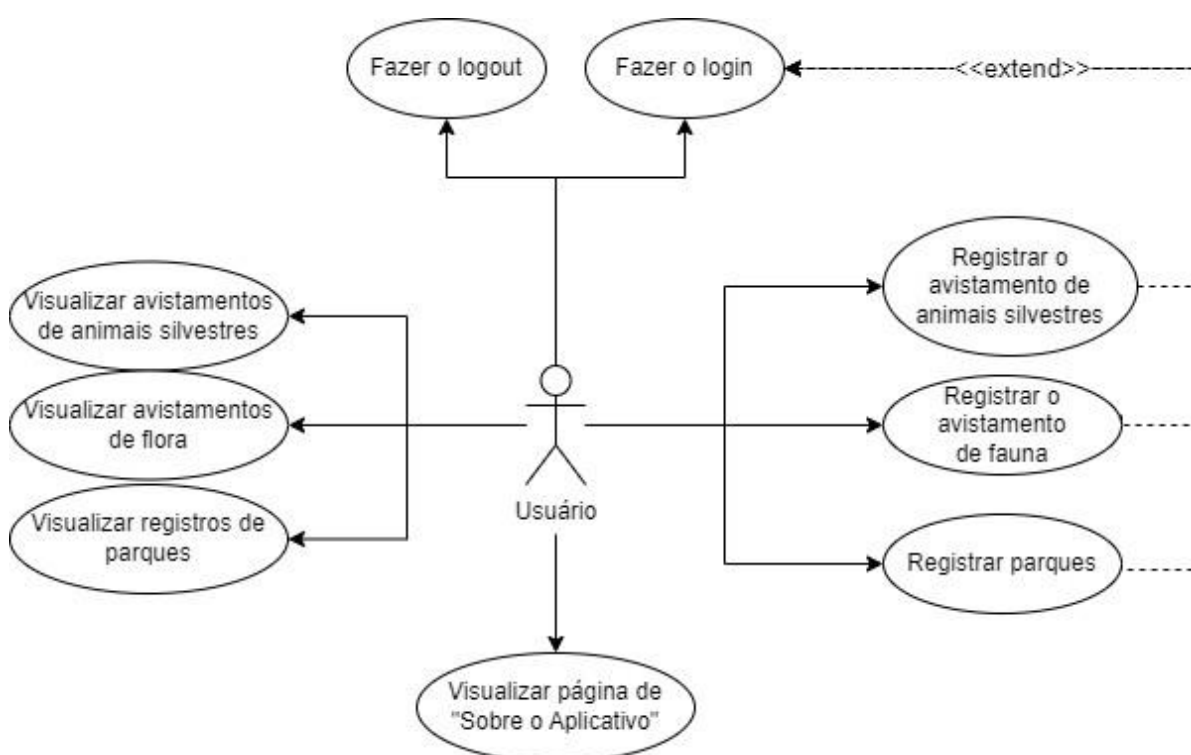 Fazer o logout
Fazer o login
<<extend>>
Visualizar avistamentos
de animais silvestres
Visualizar avistamentos
de flora
Visualizar registros de
parques
Usuário
Registrar o
avistamento de
animais silvestres
Registrar o
avistamento
de fauna
Registrar parques
Visualizar página de
"Sobre o Aplicativo"